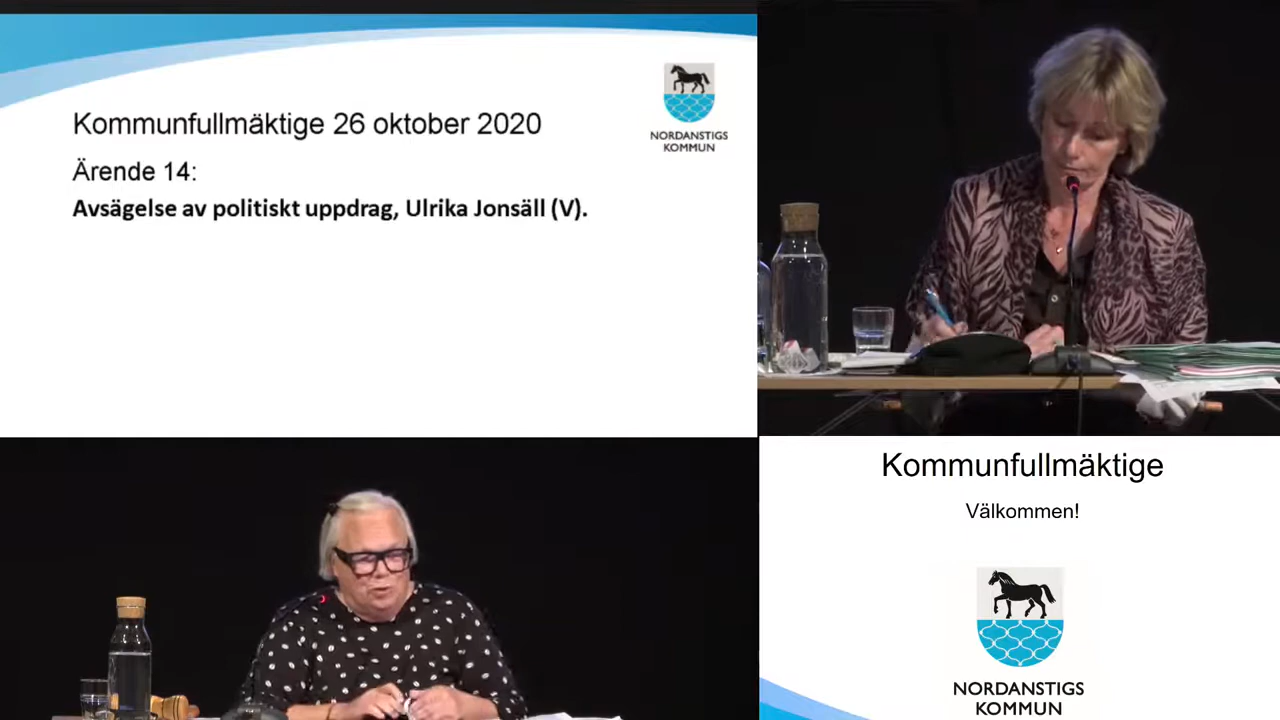 Kommunfullmäktige 26 oktober 2020
Ärende 14:
Avsägelse av politiskt uppdrag, Ulrika Jonsäll (V).
NORDANSTIGS
KOMMUN
Kommunfullmäktige
Välkommen!
NORDANSTIGS
KOMMUN